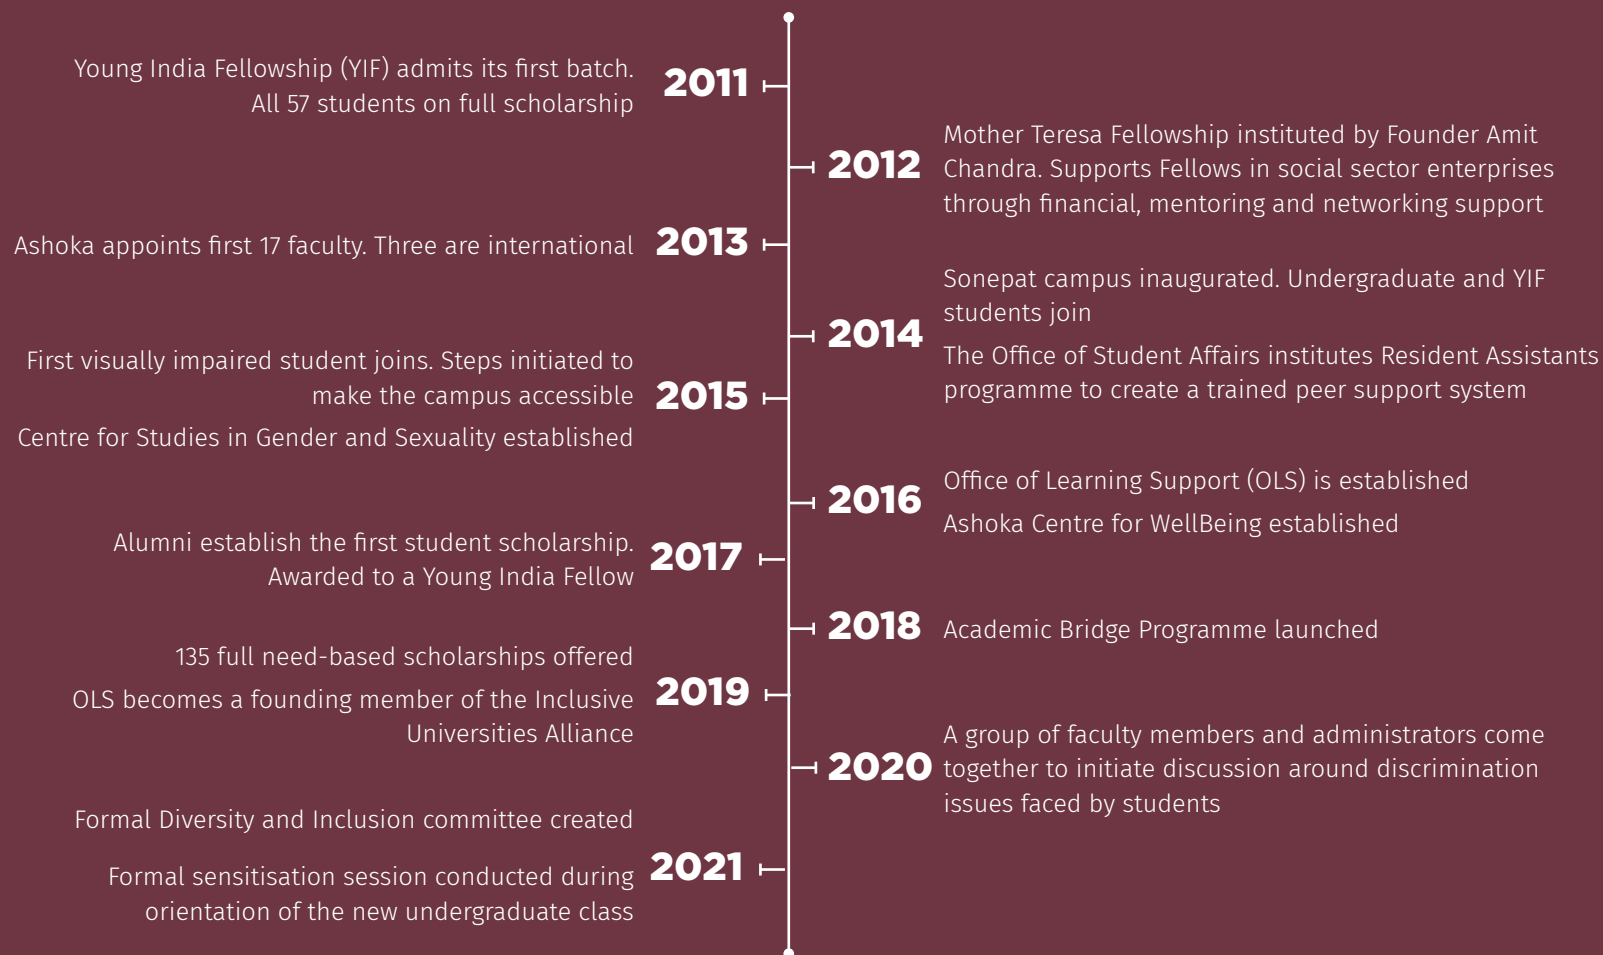 Young India Fellowship (YIF) admits its first batch.
All 57 students on full scholarship
2011
2012
Mother Teresa Fellowship instituted by Founder Amit
Chandra. Supports Fellows in social sector enterprises
through financial, mentoring and networking support
Ashoka appoints first 17 faculty. Three are international
2013
2014
Sonepat campus inaugurated. Undergraduate and YIF
students join
The Office of Student Affairs institutes Resident Assistants
programme to create a trained peer support system
First visually impaired student joins. Steps initiated to
make the campus accessible
Centre for Studies in Gender and Sexuality established
2015
2016
Office of Learning Support (OLS) is established
Ashoka Centre for WellBeing established
Alumni establish the first student scholarship.
Awarded to a Young India Fellow
2017
2018
Academic Bridge Programme launched
135 full need-based scholarships offered
OLS becomes a founding member of the Inclusive
Universities Alliance
2019
2020
A group of faculty members and administrators come
together to initiate discussion around discrimination
issues faced by students
Formal Diversity and Inclusion committee created
Formal sensitisation session conducted during
orientation of the new undergraduate class
2021